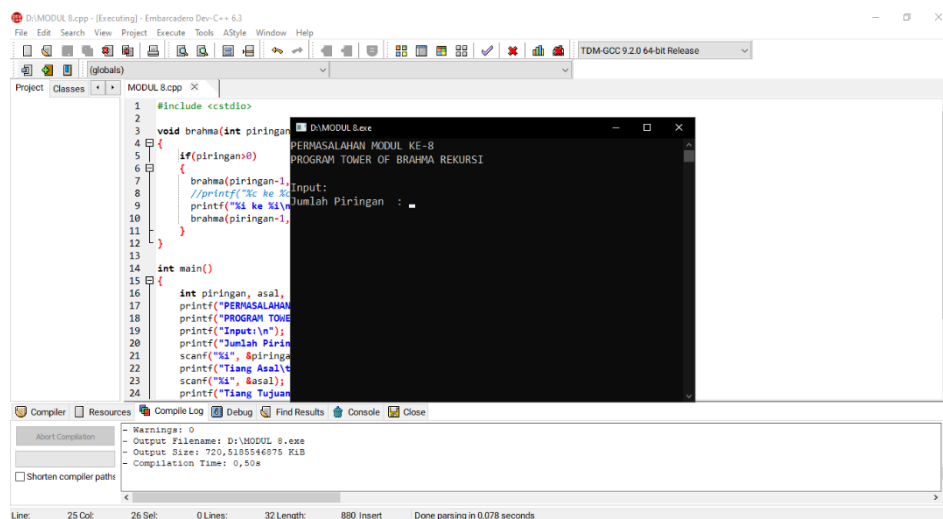 D:\MODUL 8.cpp - [Executing] - Embarcadero Dev-C++ 6.3
File Edit Search View Project Execute Tools AStyle Window Help
TDM-GCC 9.2.0 64-bit Release
(globals)
Project Classes MODUL 8.cpp
1 #include <cstdio>
2
3 void brahma(int piringan
4 {
5 if(piringan>0)
6 {
7 brahma(piringan-1,
8 //printf("%c ke %c
9 printf("%i ke %i\n
10 brahma(piringan-1,
11 }
12 }
13
14 int main()
15 {
16 int piringan, asal,
17 printf("PERMASALAHAN
18 printf("PROGRAM TOWE
19 printf("Input:\n");
20 printf("Jumlah Pirin
21 scanf("%i", &piringa
22 printf("Tiang Asal\t
23 scanf("%i", &asal);
24 printf("Tiang Tujuan
D:\MODUL 8.exe
PERMASALAHAN MODUL KE-8
PROGRAM TOWER OF BRAHMA REKURSI
Input:
Jumlah Piringan :
Compiler Resources Compile Log Debug Find Results Console Close
Abort Compilation
Shorten compiler paths
- Warnings: 0
- Output Filename: D:\MODUL 8.exe
- Output Size: 720,5185546875 KiB
- Compilation Time: 0,50s
Line: 25 Col: 26 Sel: 0 Lines: 32 Length: 880 Insert Done parsing in 0.078 seconds